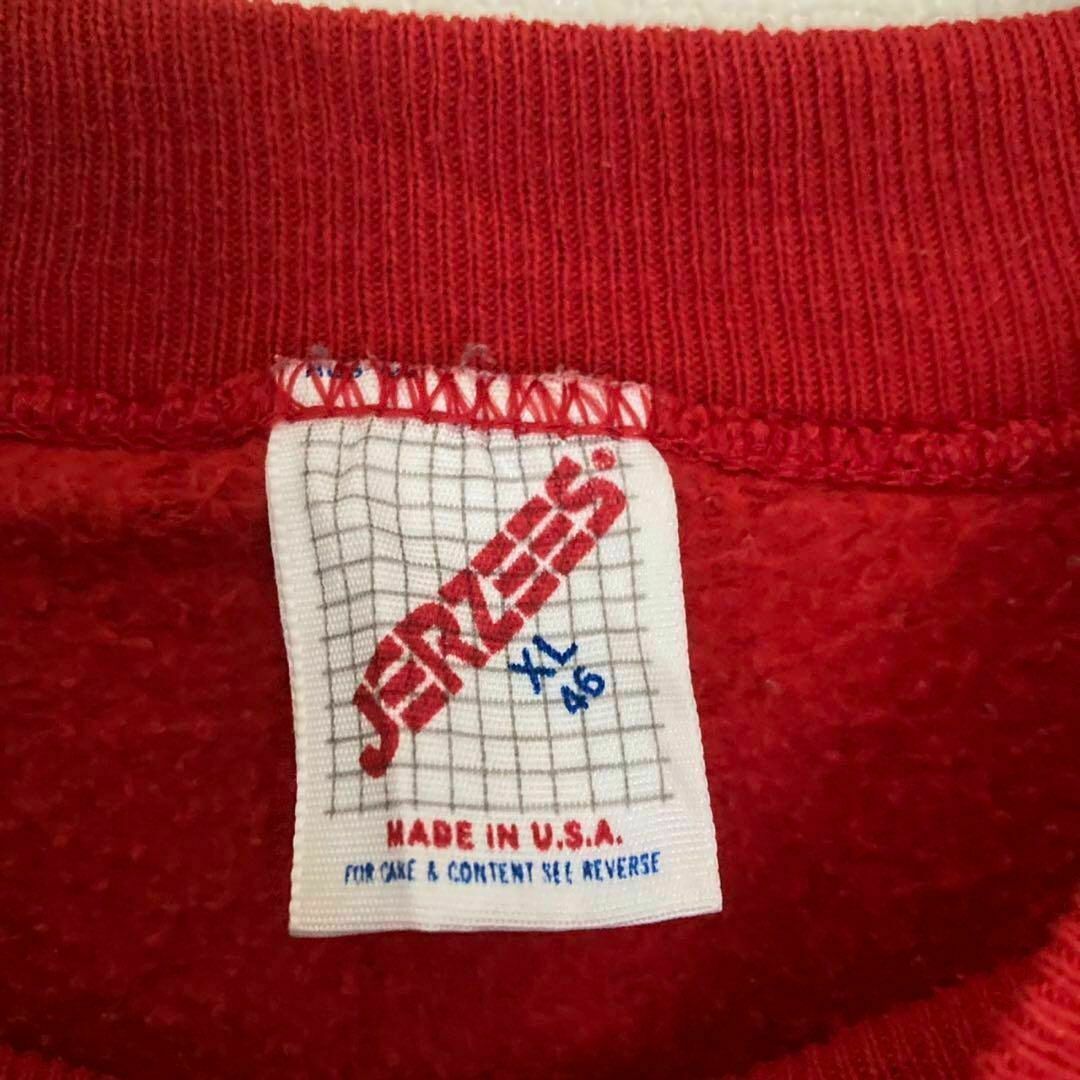 JERZEES
XL
46
MADE IN U.S.A.
FOR CARE & CONTENT SEE REVERSE